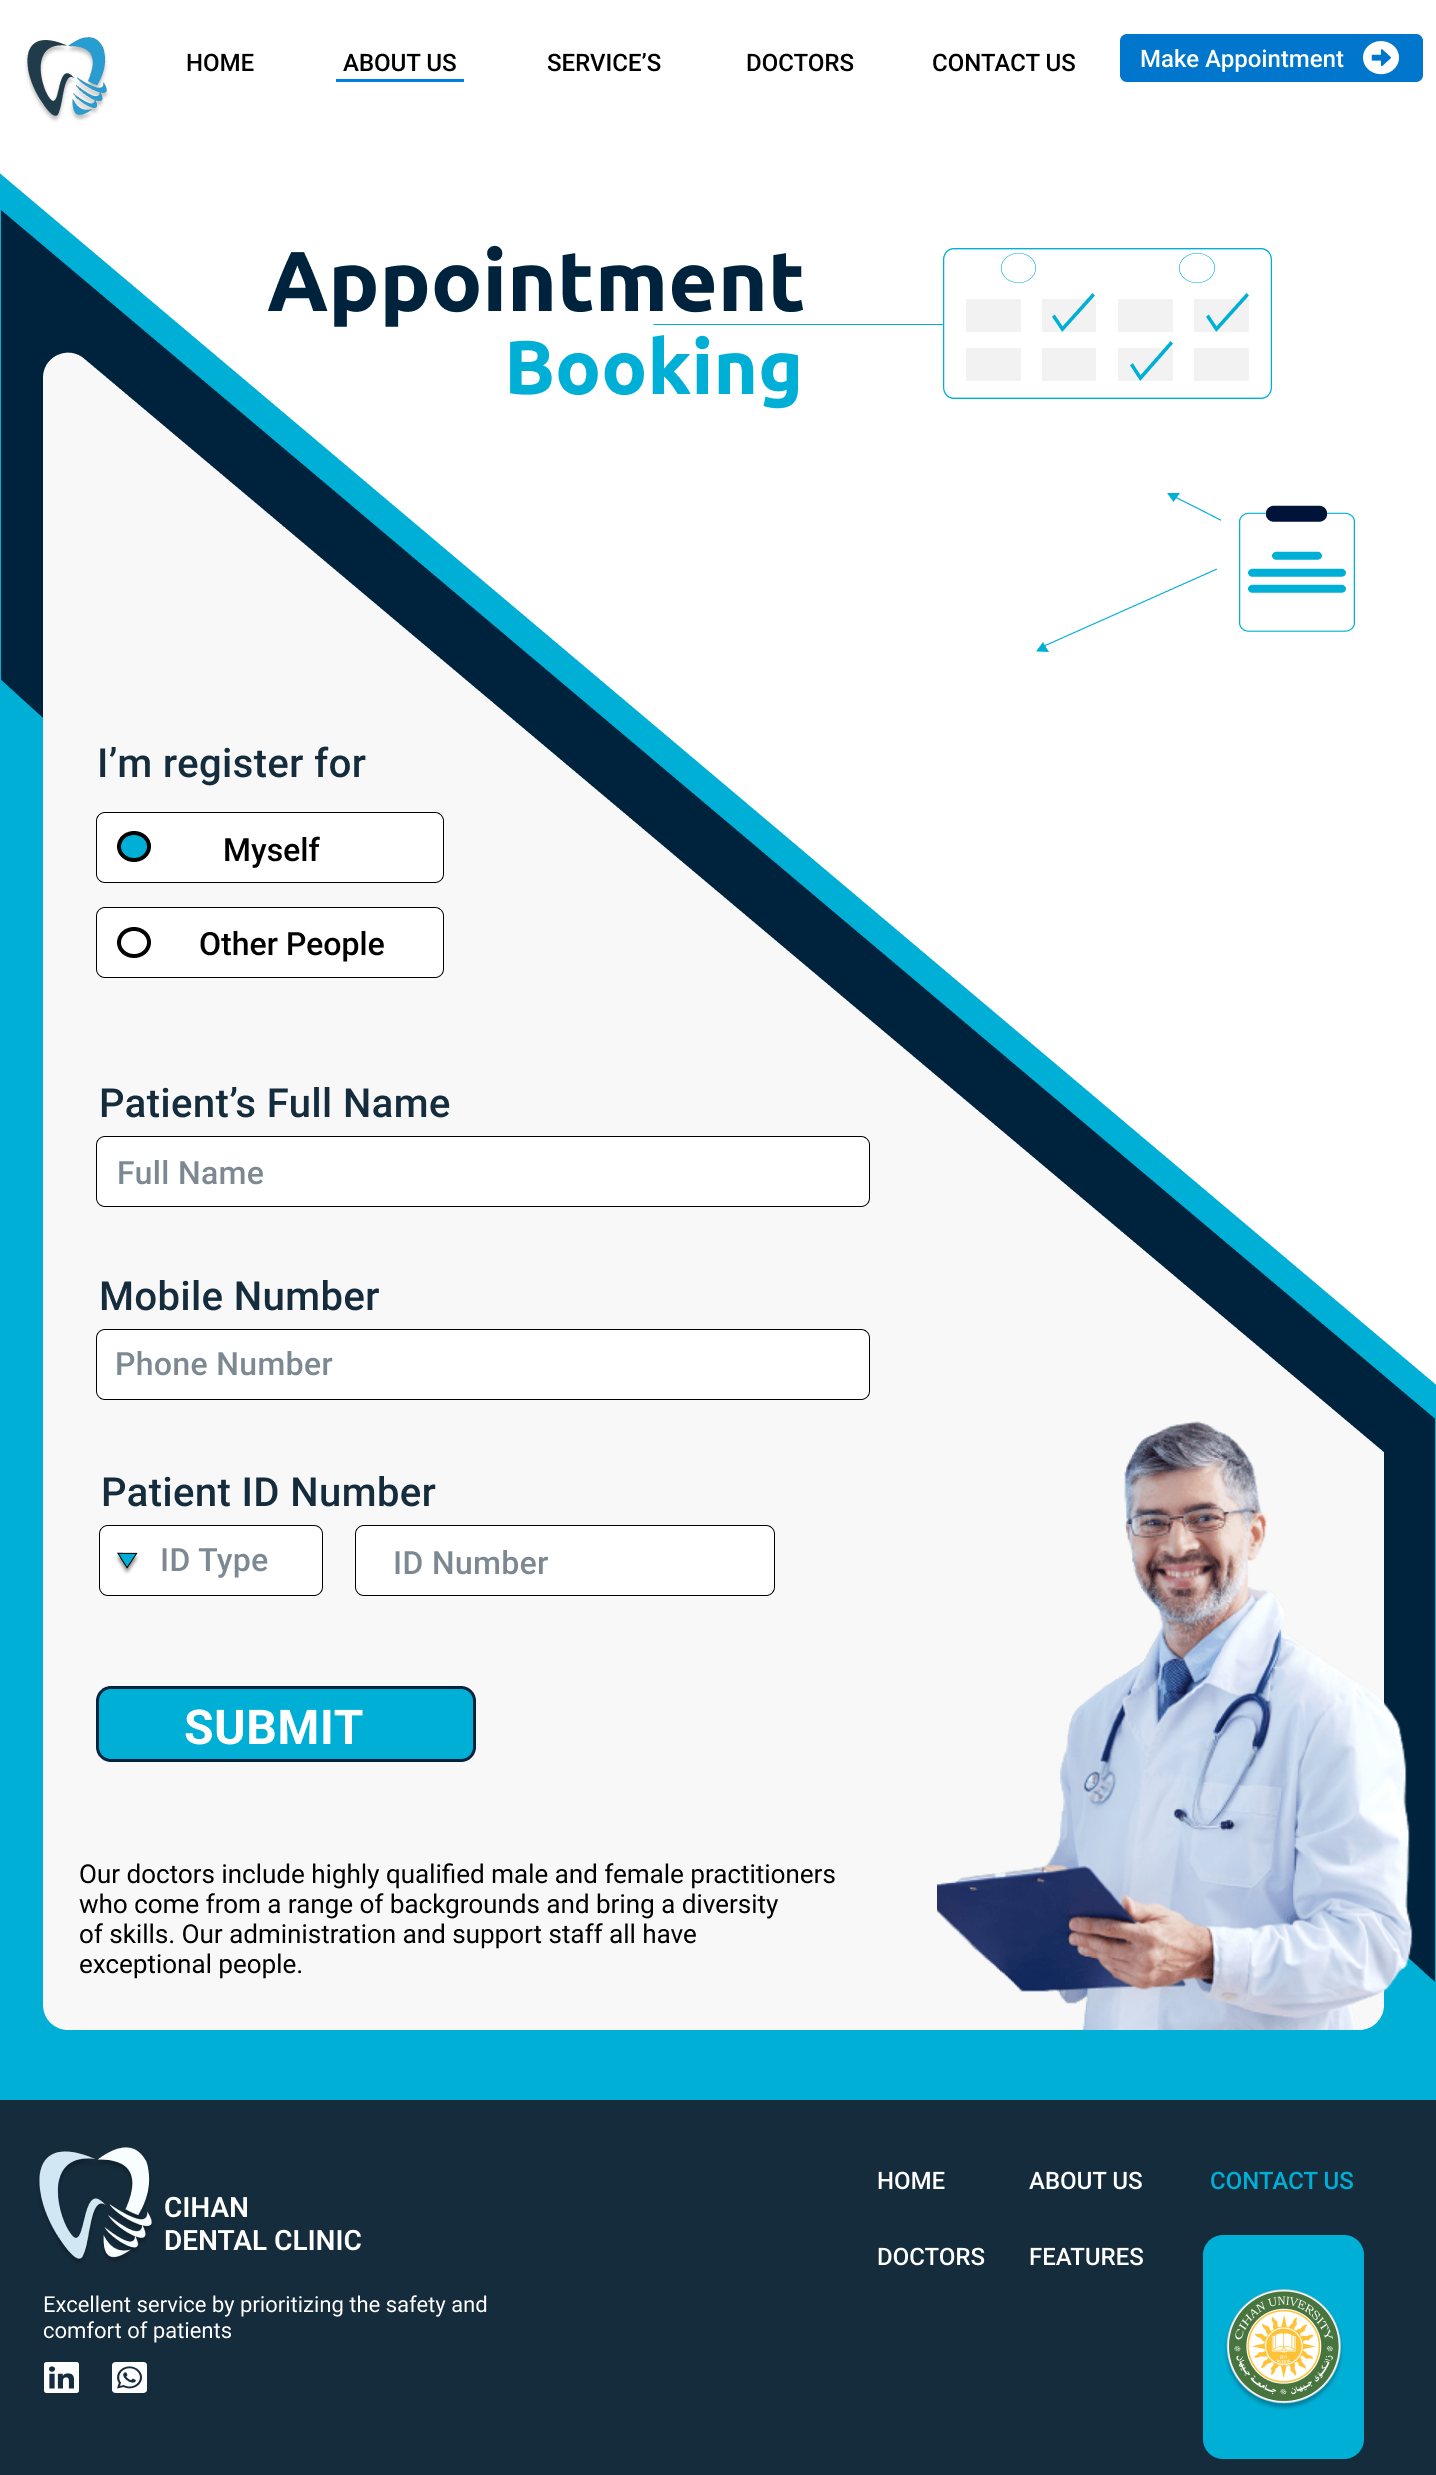 HOME
ABOUT US
SERVICE’S
DOCTORS
CONTACT US
Make Appointment
Appointment
Booking
I’m register for
Myself
Other People
Patient’s Full Name
Full Name
Mobile Number
Phone Number
Patient ID Number
ID Type
ID Number
SUBMIT
Our doctors include highly qualified male and female practitioners
who come from a range of backgrounds and bring a diversity
of skills. Our administration and support staff all have
exceptional people.
CIHAN
DENTAL CLINIC
Excellent service by prioritizing the safety and
comfort of patients
HOME
ABOUT US
CONTACT US
DOCTORS
FEATURES
CIHAN UNIVERSITY
زانکۆی جیهان
جامعة جيهان